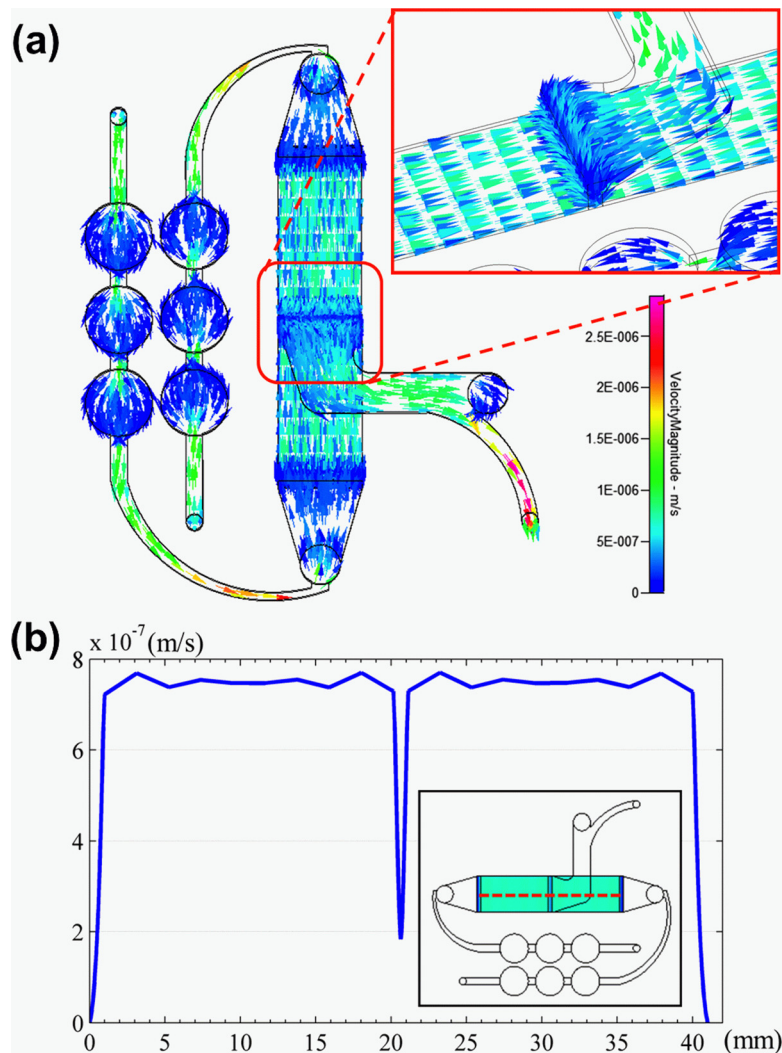 (a)
2.5E-006
2E-006
1.5E-006
1E-006
5E-007
0
VelocityMagnitude - m/s
(b)
x 10⁻⁷ (m/s)
8
6
4
2
0
0 5 10 15 20 25 30 35 40 (mm)